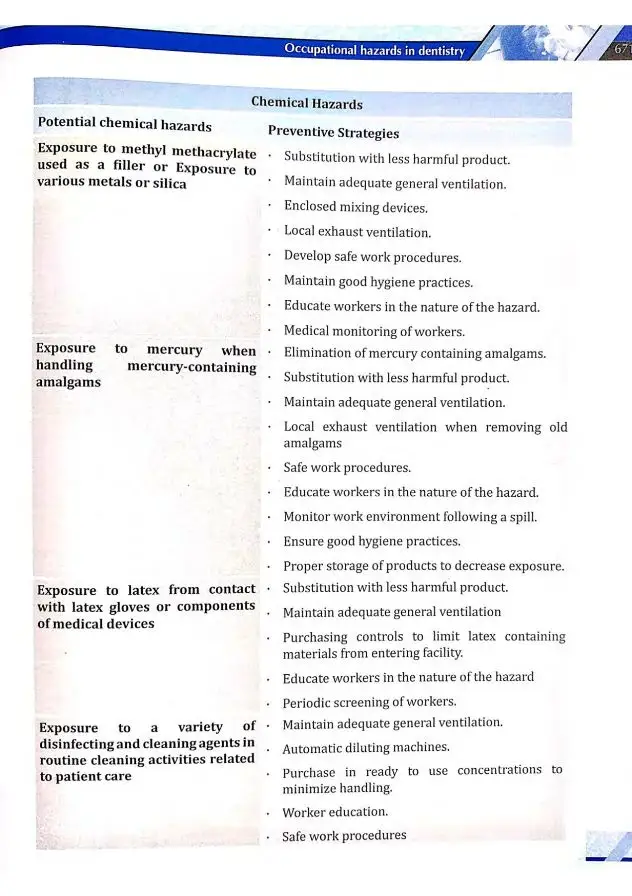 Occupational hazards in dentistry
671
Chemical Hazards
Potential chemical hazards
Preventive Strategies
Exposure to methyl methacrylate
used as a filler or Exposure to
various metals or silica
· Substitution with less harmful product.
· Maintain adequate general ventilation.
· Enclosed mixing devices.
· Local exhaust ventilation.
· Develop safe work procedures.
· Maintain good hygiene practices.
· Educate workers in the nature of the hazard.
· Medical monitoring of workers.
Exposure to mercury when
handling mercury-containing
amalgams
· Elimination of mercury containing amalgams.
· Substitution with less harmful product.
· Maintain adequate general ventilation.
· Local exhaust ventilation when removing old
amalgams
· Safe work procedures.
· Educate workers in the nature of the hazard.
· Monitor work environment following a spill.
· Ensure good hygiene practices.
· Proper storage of products to decrease exposure.
Exposure to latex from contact
with latex gloves or components
of medical devices
· Substitution with less harmful product.
· Maintain adequate general ventilation
· Purchasing controls to limit latex containing
materials from entering facility.
· Educate workers in the nature of the hazard
· Periodic screening of workers.
Exposure to a variety of
disinfecting and cleaning agents in
routine cleaning activities related
to patient care
· Maintain adequate general ventilation.
· Automatic diluting machines.
· Purchase in ready to use concentrations to
minimize handling.
· Worker education.
· Safe work procedures